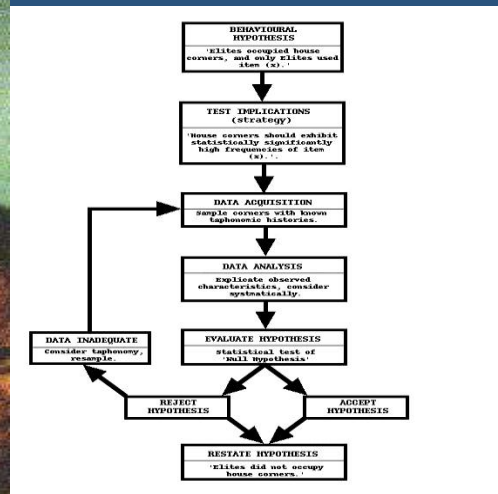 BEHAVIOURAL
HYPOTHESIS
'Elites occupied house
corners, and only Elites used
item (x).'
TEST IMPLICATIONS
(strategy)
'House corners should exhibit
statistically significantly
high frequencies of item
(x).'.
DATA ACQUISITION
Sample corners with known
taphonomic histories.
DATA ANALYSIS
Explicate observed
characteristics, consider
systmatically.
DATA INADEQUATE
Consider taphonomy,
resample.
EVALUATE HYPOTHESIS
Statistical test of
'Null Hypothesis'
REJECT
HYPOTHESIS
ACCEPT
HYPOTHESIS
RESTATE HYPOTHESIS
'Elites did not occupy
house corners.'